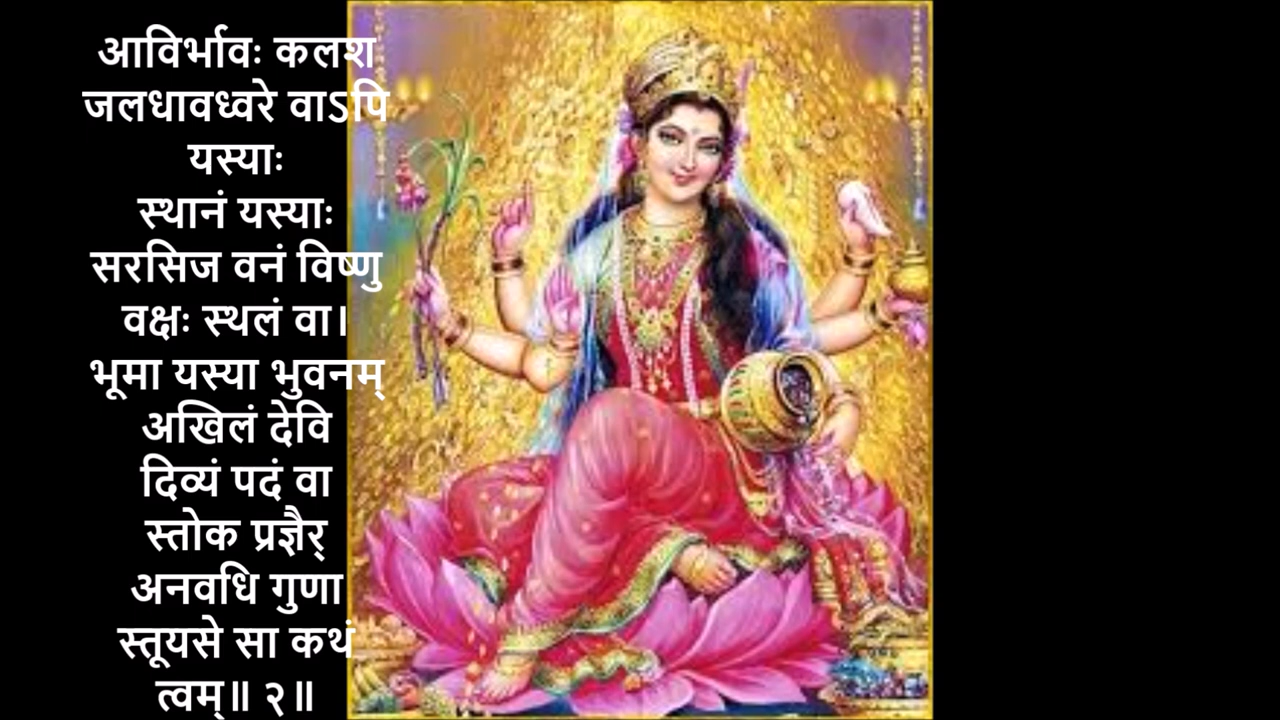 आविर्भावः कलश
जलधावध्वरे वाऽपि
यस्याः
स्थानं यस्याः
सरसिज वनं विष्णु
वक्षः स्थलं वा।
भूमा यस्या भुवनम्
अखिलं देवि
दिव्यं पदं वा
स्तोक प्रज्ञैर्
अनवधि गुणा
स्तूयसे सा कथं
त्वम्॥ २॥